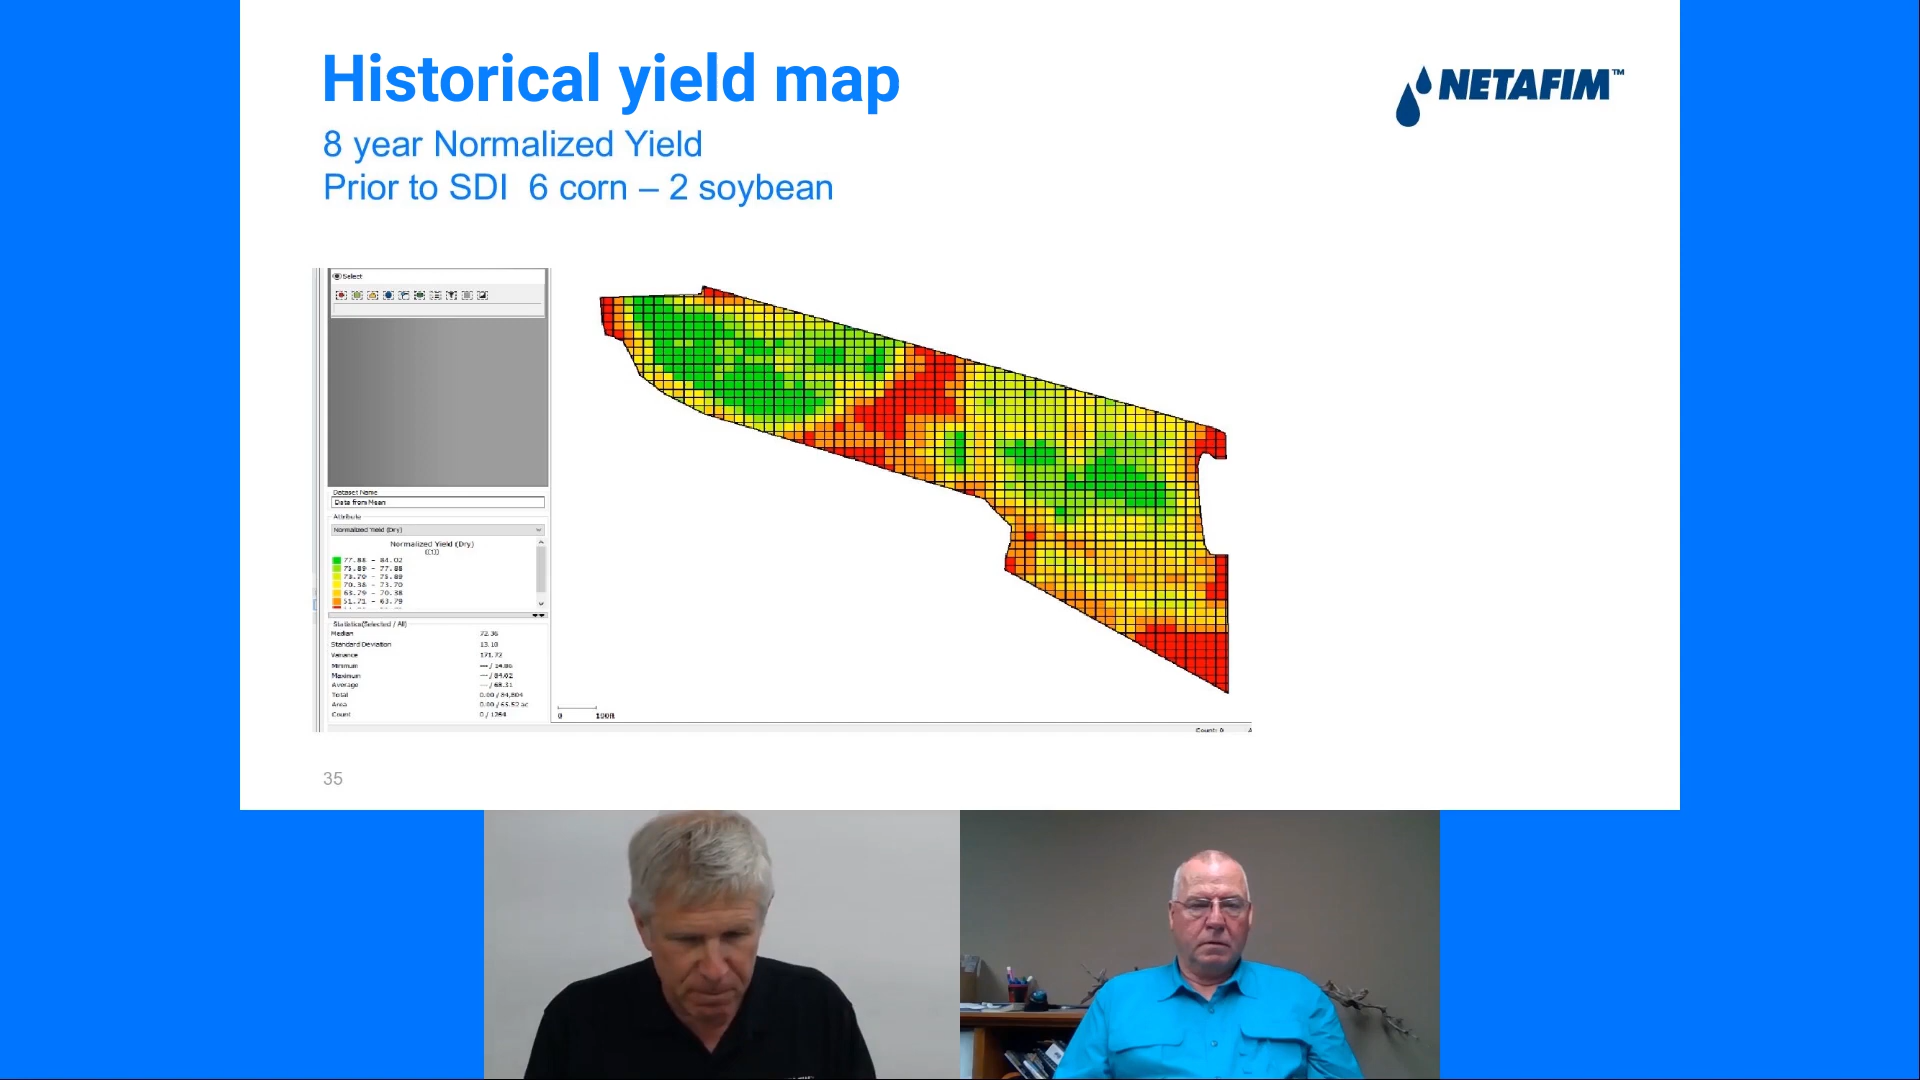 Historical yield map
NETAFIM™
8 year Normalized Yield
Prior to SDI 6 corn – 2 soybean
Select
Dataset Name
Data from Mean
Attribute
Normalized Yield (Dry)
Normalized Yield (Dry)
77.88 - 84.02
75.89 - 77.88
73.70 - 75.89
70.38 - 73.70
63.79 - 70.38
51.71 - 63.79
Statistics(Selected / All)
Median 72.36
Standard Deviation 13.10
Variance 171.72
Minimum --- / 14.86
Maximum --- / 84.02
Average --- / 68.31
Total 0.00 / 84,804
Area 0.00 / 65.52 ac
Count 0 / 1264
0 100ft
Count: 0
35